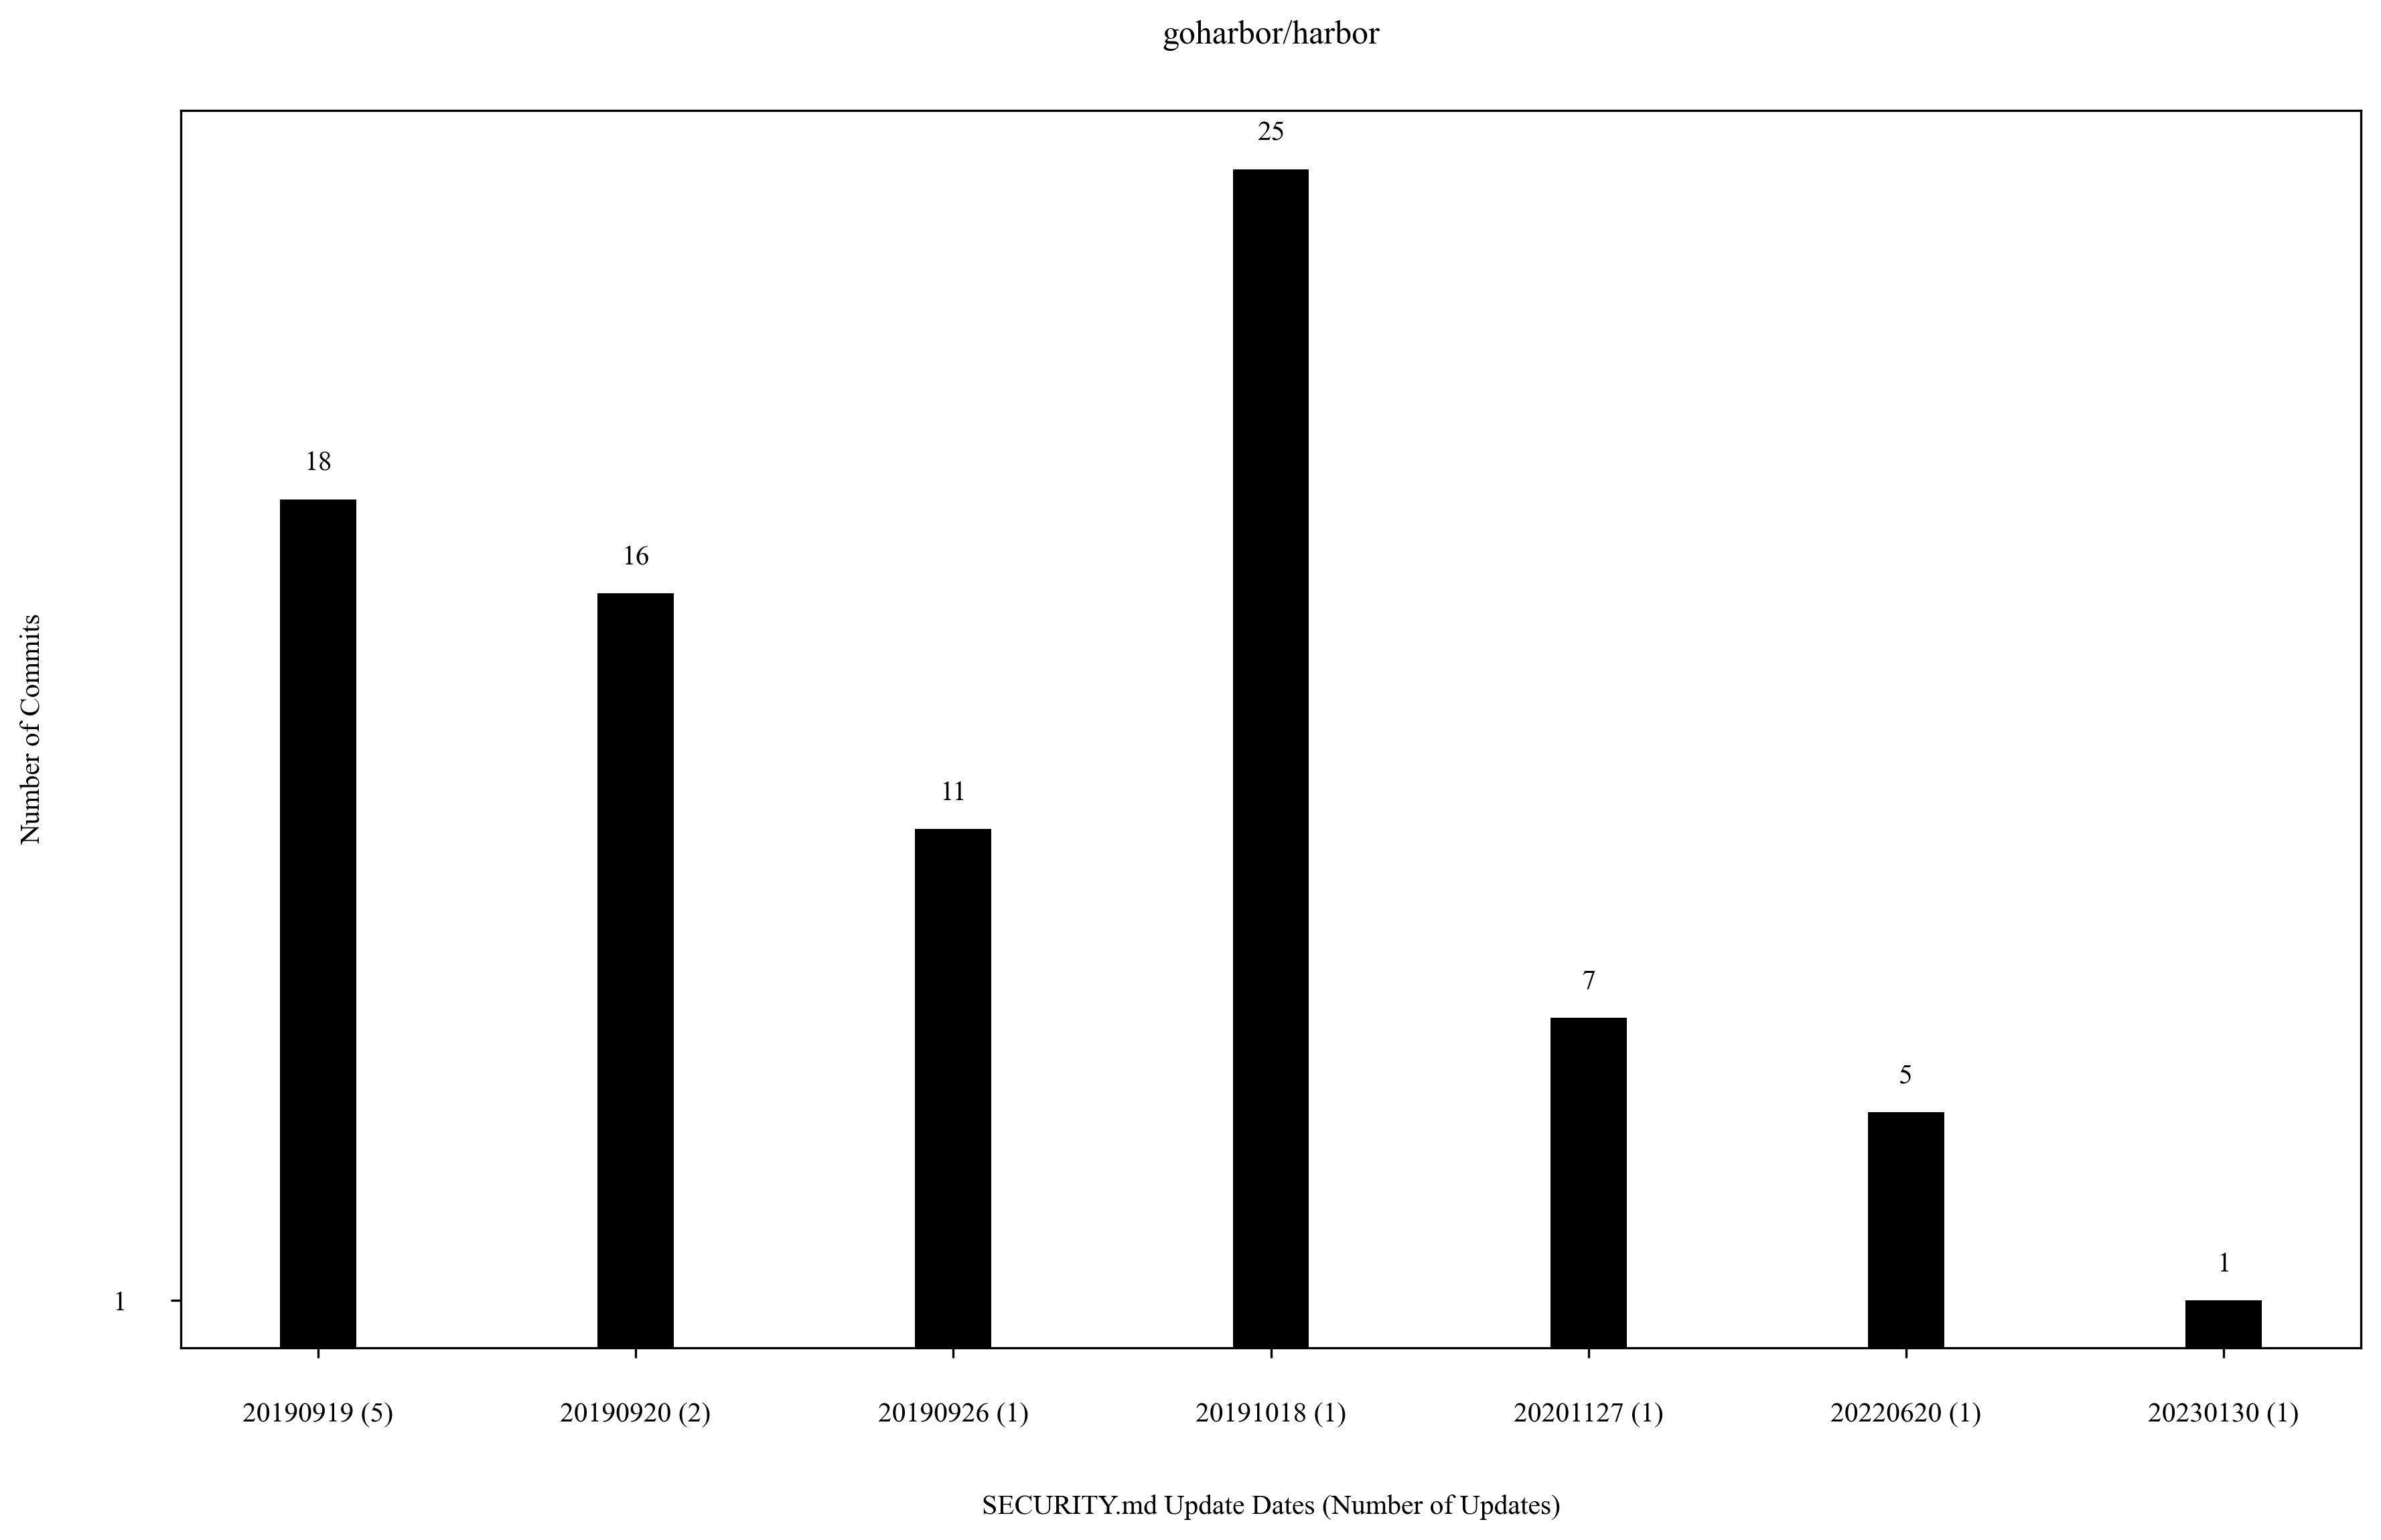 goharbor/harbor
25
18
16
11
7
5
1
Number of Commits
1
20190919 (5) 20190920 (2) 20190926 (1) 20191018 (1) 20201127 (1) 20220620 (1) 20230130 (1)
SECURITY.md Update Dates (Number of Updates)